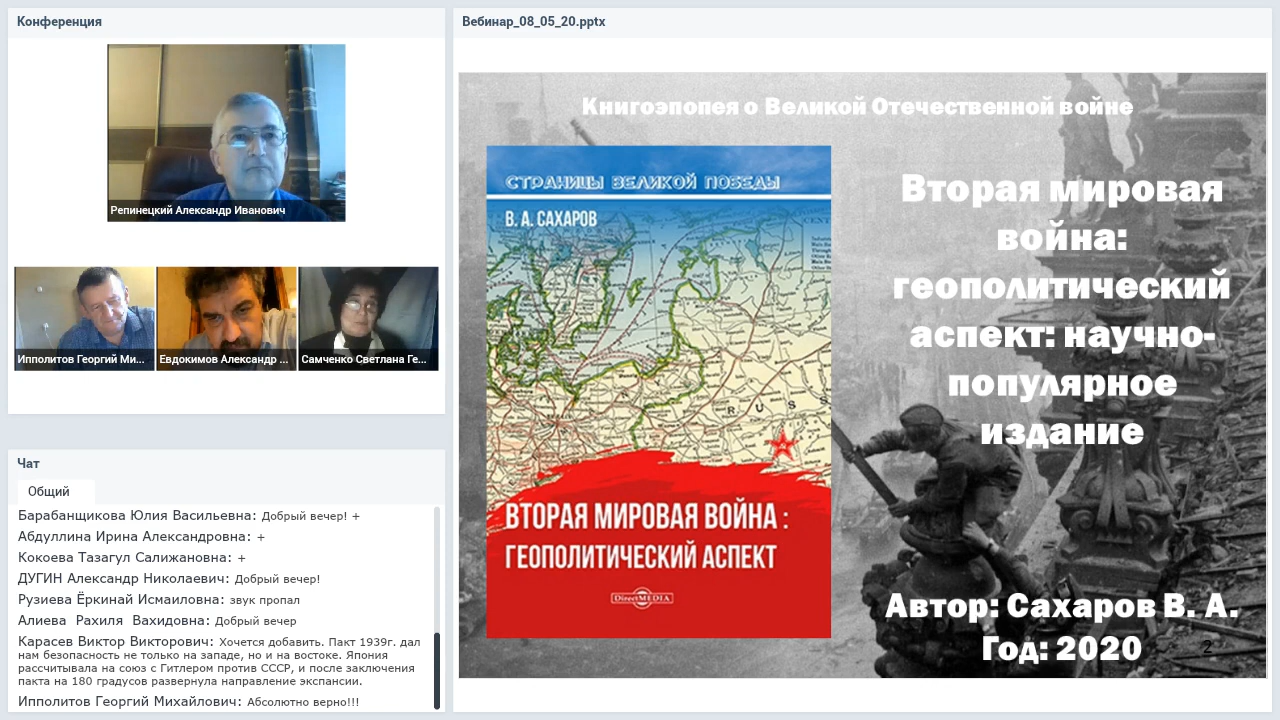 Конференция
Репинецкий Александр Иванович
Ипполитов Георгий Ми...
Евдокимов Александр ...
Самченко Светлана Ге...
Чат
Общий
Барабанщикова Юлия Васильевна: Добрый вечер! +
Абдуллина Ирина Александровна: +
Кокоева Тазагул Салижановна: +
ДУГИН Александр Николаевич: Добрый вечер!
Рузиева Ёркинай Исмаиловна: звук пропал
Алиева Рахиля Вахидовна: Добрый вечер
Карасев Виктор Викторович: Хочется добавить. Пакт 1939г. дал
нам безопасность не только на западе, но и на востоке. Япония
рассчитывала на союз с Гитлером против СССР, и после заключения
пакта на 180 градусов развернула направление экспансии.
Ипполитов Георгий Михайлович: Абсолютно верно!!!
Вебинар_08_05_20.pptx
Книгоэпопея о Великой Отечественной войне
СТРАНИЦЫ ВЕЛИКОЙ ПОБЕДЫ
В. А. САХАРОВ
RUSS
ВТОРАЯ МИРОВАЯ ВОЙНА :
ГЕОПОЛИТИЧЕСКИЙ АСПЕКТ
DirectMEDIA
Вторая мировая
война:
геополитический
аспект: научно-
популярное
издание
Автор: Сахаров В. А.
Год: 2020
2